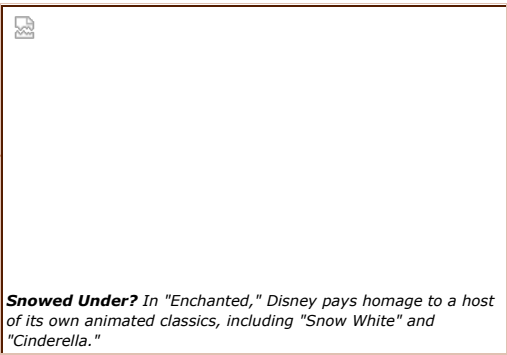 Snowed Under? In "Enchanted," Disney pays homage to a host
of its own animated classics, including "Snow White" and
"Cinderella."